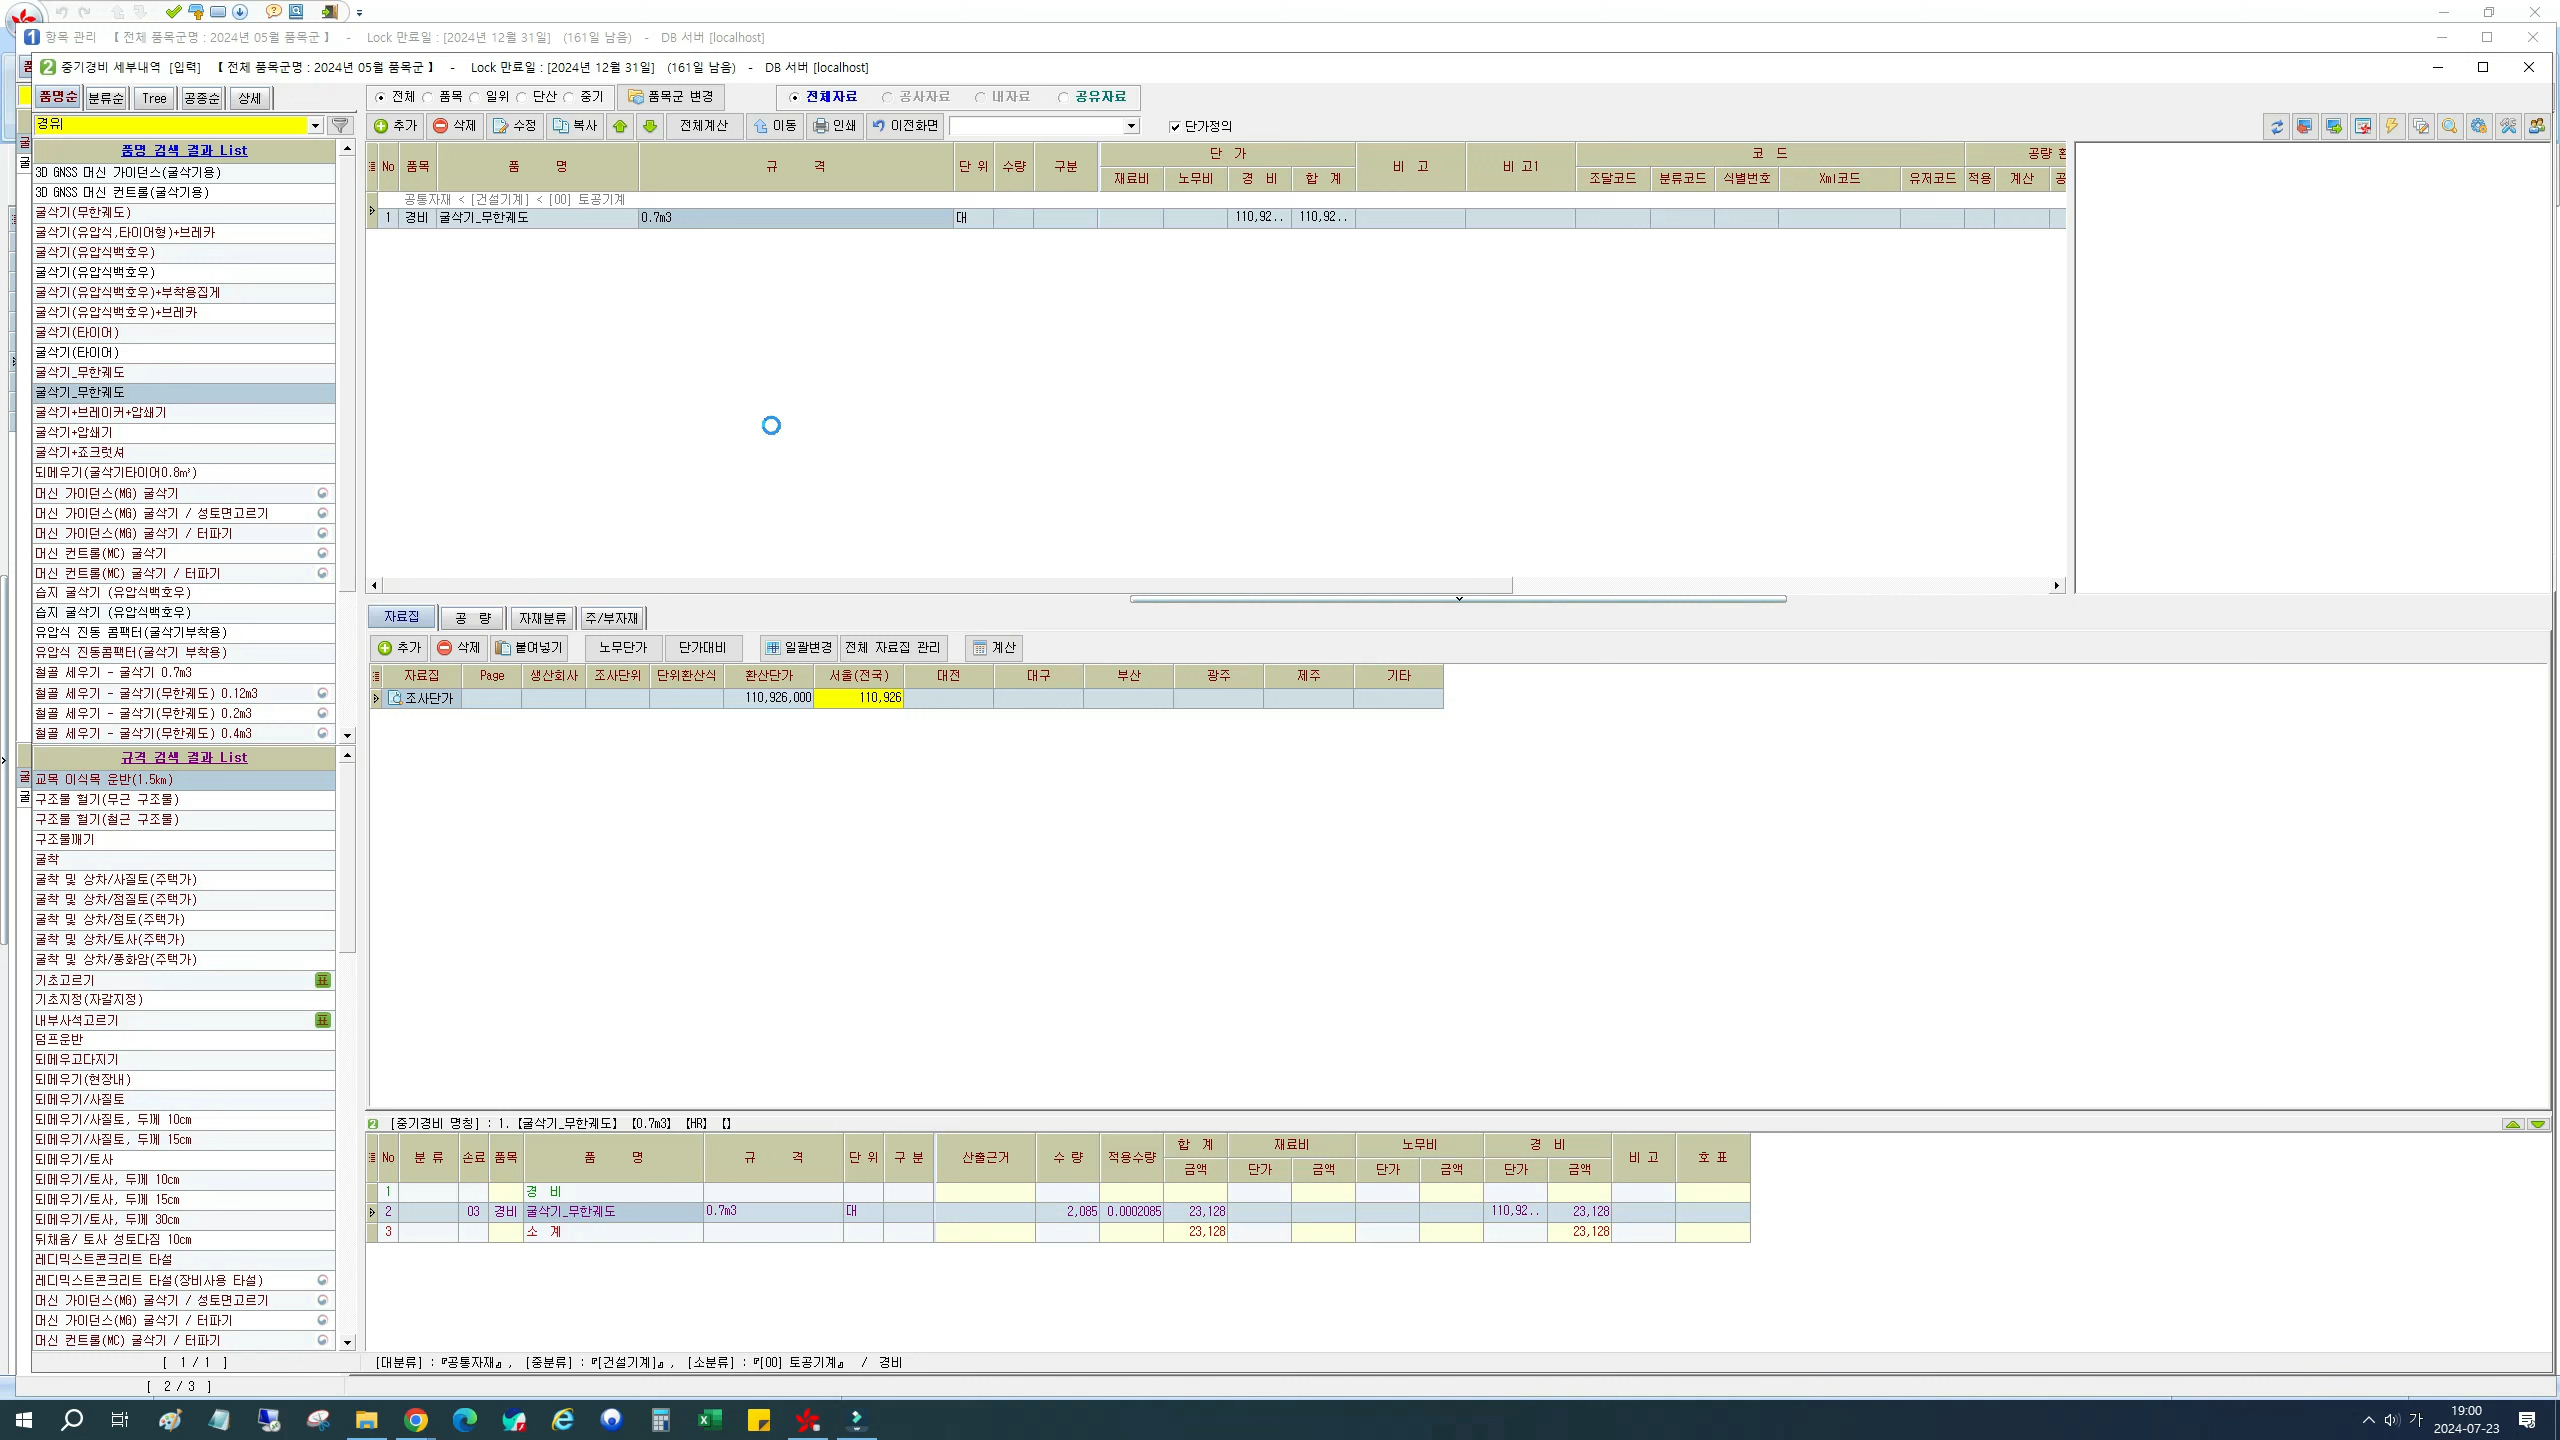 항목 관리 【 전체 품목군명 : 2024년 05월 품목군 】 - Lock 만료일 : [2024년 12월 31일] (161일 남음) - DB 서버 [localhost]
중기경비 세부내역 [입력] 【 전체 품목군명 : 2024년 05월 품목군 】 - Lock 만료일 : [2024년 12월 31일] (161일 남음) - DB 서버 [localhost]
품명순 분류순 Tree 공종순 상세
전체 품목 일위 단산 중기 품목군 변경 전체자료 공사자료 내자료 공유자료
경유
추가 삭제 수정 복사 전체계산 이동 인쇄 이전화면 단가정의
품명 검색 결과 List
3D GNSS 머신 가이던스(굴삭기용)
3D GNSS 머신 컨트롤(굴삭기용)
굴삭기(무한궤도)
굴삭기(유압식,타이어형)+브레카
굴삭기(유압식백호우)
굴삭기(유압식백호우)
굴삭기(유압식백호우)+부착용집게
굴삭기(유압식백호우)+브레카
굴삭기(타이어)
굴삭기(타이어)
굴삭기_무한궤도
굴삭기_무한궤도
굴삭기+브레이커+압쇄기
굴삭기+압쇄기
굴삭기+죠크럿셔
되메우기(굴삭기타이어0.8㎥)
머신 가이던스(MG) 굴삭기
머신 가이던스(MG) 굴삭기 / 성토면고르기
머신 가이던스(MG) 굴삭기 / 터파기
머신 컨트롤(MC) 굴삭기
머신 컨트롤(MC) 굴삭기 / 터파기
습지 굴삭기 (유압식백호우)
습지 굴삭기 (유압식백호우)
유압식 진동 콤팩터(굴삭기부착용)
유압식 진동콤팩터(굴삭기 부착용)
철골 세우기 - 굴삭기 0.7m3
철골 세우기 - 굴삭기(무한궤도) 0.12m3
철골 세우기 - 굴삭기(무한궤도) 0.2m3
철골 세우기 - 굴삭기(무한궤도) 0.4m3
규격 검색 결과 List
교목 이식목 운반(1.5㎞)
구조물 헐기(무근 구조물)
구조물 헐기(철근 구조물)
구조물깨기
굴착
굴착 및 상차/사질토(주택가)
굴착 및 상차/점질토(주택가)
굴착 및 상차/점토(주택가)
굴착 및 상차/토사(주택가)
굴착 및 상차/풍화암(주택가)
기초고르기 표
기초지정(자갈지정)
내부사석고르기 표
덤프운반
되메우고다지기
되메우기(현장내)
되메우기/사질토
되메우기/사질토, 두께 10cm
되메우기/사질토, 두께 15cm
되메우기/토사
되메우기/토사, 두께 10cm
되메우기/토사, 두께 15cm
되메우기/토사, 두께 30cm
뒤채움/ 토사 성토다짐 10cm
레디믹스트콘크리트 타설
레디믹스트콘크리트 타설(장비사용 타설)
머신 가이던스(MG) 굴삭기 / 성토면고르기
머신 가이던스(MG) 굴삭기 / 터파기
머신 컨트롤(MC) 굴삭기 / 터파기
[ 1 / 1 ]
[ 2 / 3 ]
No 품목 품 명 규 격 단 위 수량 구분 단 가 비 고 비 고1 코 드 공량
재료비 노무비 경 비 합 계 조달코드 분류코드 식별번호 Xml코드 유저코드 적용 계산
공통자재 < [건설기계] < [00] 토공기계
1 경비 굴삭기_무한궤도 0.7m3 대 110,92.. 110,92..
자료집 공 량 자재분류 주/부자재
추가 삭제 붙여넣기 노무단가 단가대비 일괄변경 전체 자료집 관리 계산
자료집 Page 생산회사 조사단위 단위환산식 환산단가 서울(전국) 대전 대구 부산 광주 제주 기타
조사단가 110,926,000 110,926
[중기경비 명칭] : 1. 【굴삭기_무한궤도】 【0.7m3】 【HR】 【】
No 분 류 손료 품목 품 명 규 격 단 위 구 분 산출근거 수 량 적용수량 합 계 재료비 노무비 경 비 비 고 호 표
금액 단가 금액 단가 금액 단가 금액
1 경 비
2 03 경비 굴삭기_무한궤도 0.7m3 대 2,085 0.0002085 23,128 110,92.. 23,128
3 소 계 23,128 23,128
[대분류] : 『공통자재』, [중분류] : 『[건설기계]』, [소분류] : 『[00] 토공기계』 / 경비
가 19:00
2024-07-23